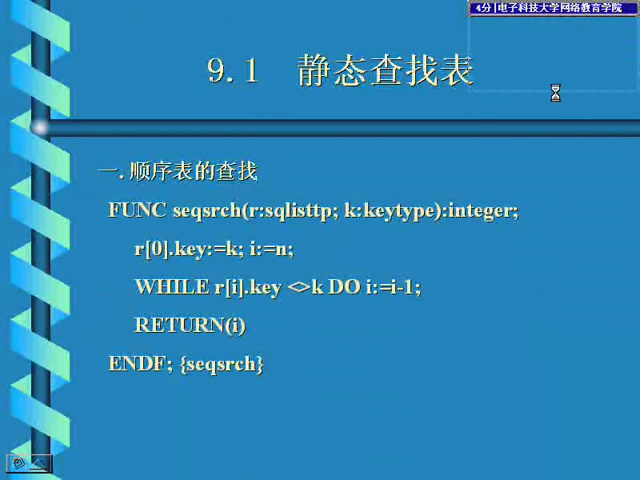 4分|电子科技大学网络教育学院
9.1 静态查找表
一.顺序表的查找
FUNC seqsrch(r:sqlisttp; k:keytype):integer;
r[0].key:=k; i:=n;
WHILE r[i].key <>k DO i:=i-1;
RETURN(i)
ENDF; {seqsrch}